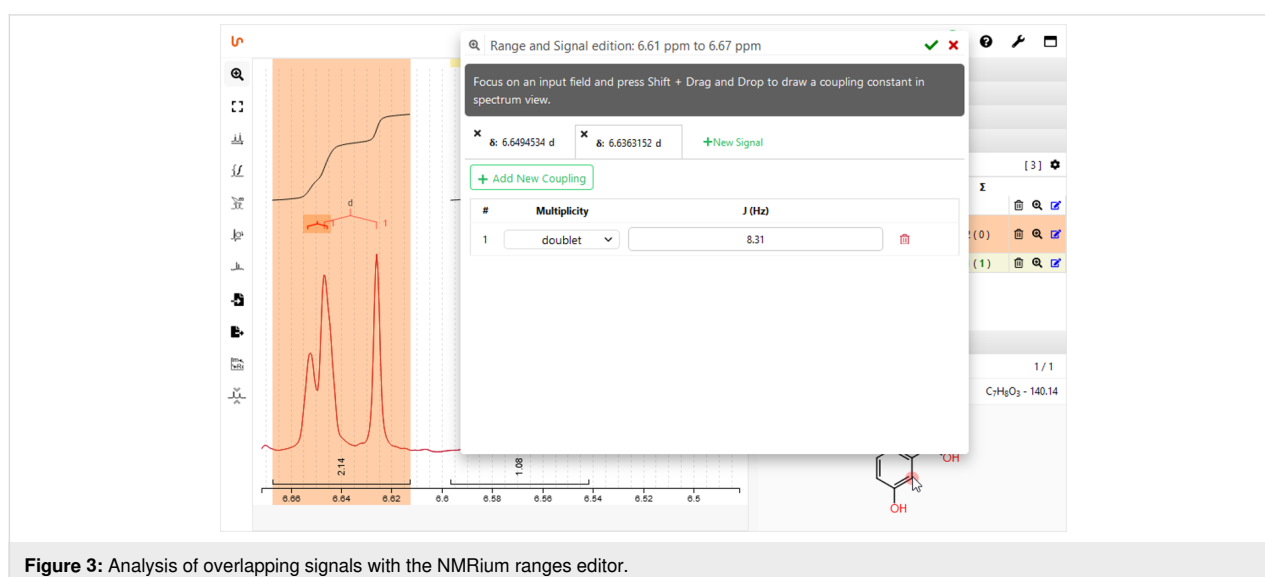 Range and Signal edition: 6.61 ppm to 6.67 ppm
Focus on an input field and press Shift + Drag and Drop to draw a coupling constant in
spectrum view.
δ: 6.6494534 d
δ: 6.6363152 d
+New Signal
+ Add New Coupling
# Multiplicity J (Hz)
1 doublet 8.31
[3]
Σ
(0)
(1)
d
1
1
2.14
1.08
6.66 6.64 6.62 6.6 6.58 6.56 6.54 6.52 6.5
1 / 1
C₇H₈O₃ - 140.14
OH
OH
Figure 3: Analysis of overlapping signals with the NMRium ranges editor.